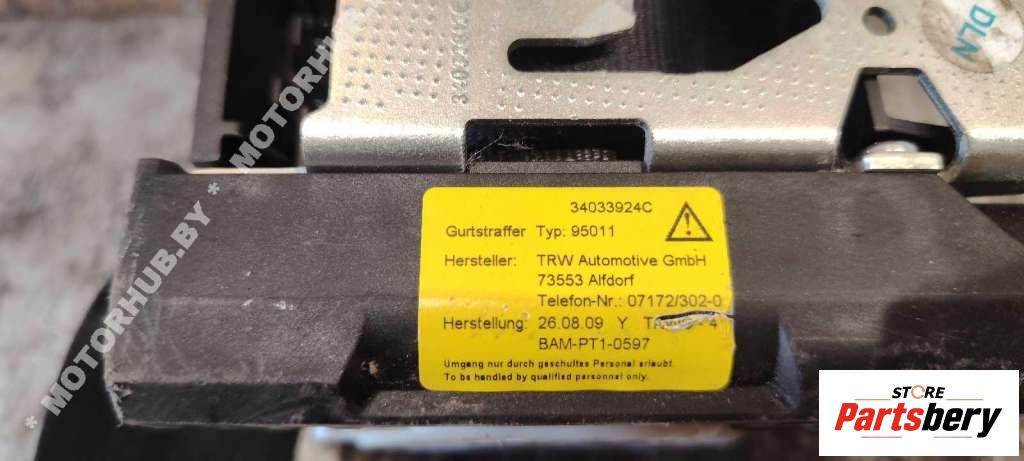 34033924C
Gurtstraffer Typ: 95011
Hersteller: TRW Automotive GmbH
73553 Alfdorf
Telefon-Nr.: 07172/302-0
Herstellung: 26.08.09 Y
BAM-PT1-0597
Umgang nur durch geschultes Personal erlaubt.
To be handled by qualified personnel only.
DLN
* MOTORHUB.BY * MOTORHUB
STORE
Partsbery